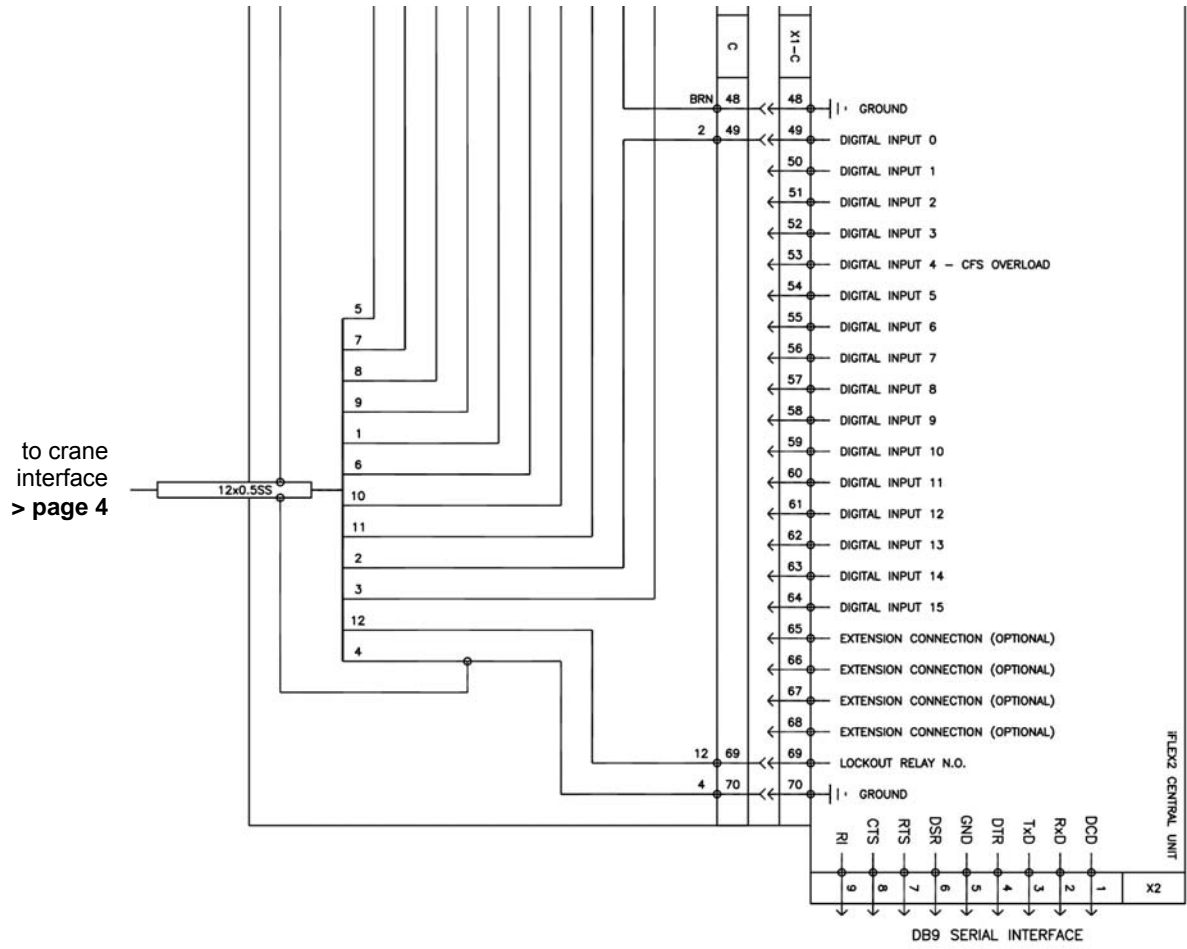 C X1-C
BRN 48 48 GROUND
2 49 49 DIGITAL INPUT 0
50 DIGITAL INPUT 1
51 DIGITAL INPUT 2
52 DIGITAL INPUT 3
53 DIGITAL INPUT 4 - CFS OVERLOAD
54 DIGITAL INPUT 5
55 DIGITAL INPUT 6
56 DIGITAL INPUT 7
57 DIGITAL INPUT 8
58 DIGITAL INPUT 9
59 DIGITAL INPUT 10
60 DIGITAL INPUT 11
61 DIGITAL INPUT 12
62 DIGITAL INPUT 13
63 DIGITAL INPUT 14
64 DIGITAL INPUT 15
65 EXTENSION CONNECTION (OPTIONAL)
66 EXTENSION CONNECTION (OPTIONAL)
67 EXTENSION CONNECTION (OPTIONAL)
68 EXTENSION CONNECTION (OPTIONAL)
12 69 69 LOCKOUT RELAY N.O.
4 70 70 GROUND
5
7
8
9
1
6
10
11
2
3
12
4
to crane
interface
> page 4
12x0.5SS
iFLEX2 CENTRAL UNIT
RI CTS RTS DSR GND DTR TxD RxD DCD
9 8 7 6 5 4 3 2 1 X2
DB9 SERIAL INTERFACE